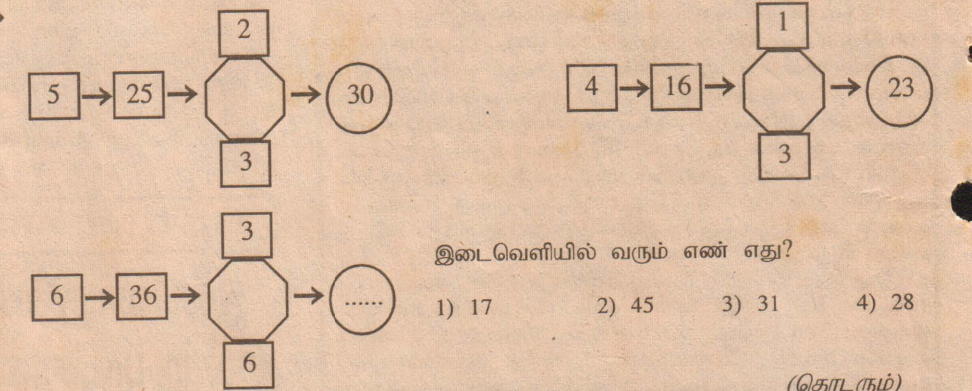 2
5 → 25 → → 30
3
1
4 → 16 → → 23
3
3
6 → 36 → → ......
6
இடைவெளியில் வரும் எண் எது?
1) 17 2) 45 3) 31 4) 28
(தொடரும்)